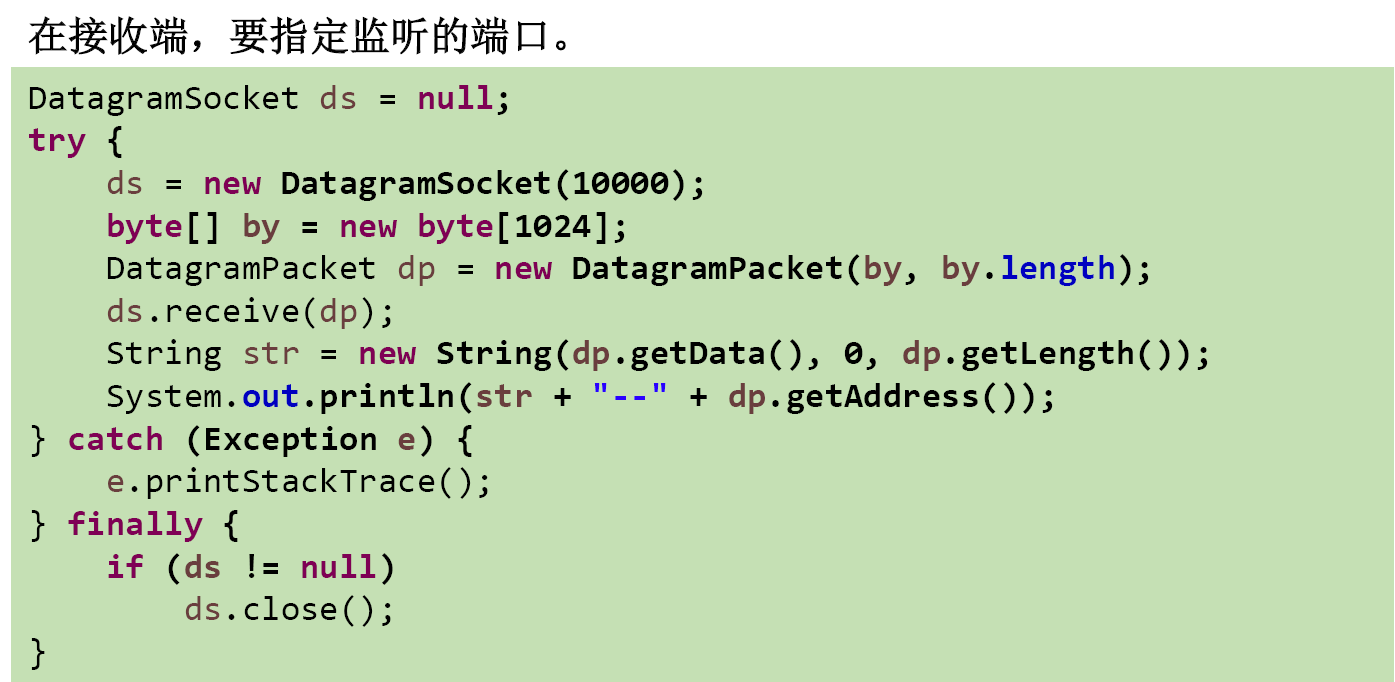 在接收端，要指定监听的端口。
DatagramSocket ds = null;
try {
    ds = new DatagramSocket(10000);
    byte[] by = new byte[1024];
    DatagramPacket dp = new DatagramPacket(by, by.length);
    ds.receive(dp);
    String str = new String(dp.getData(), 0, dp.getLength());
    System.out.println(str + "--" + dp.getAddress());
} catch (Exception e) {
    e.printStackTrace();
} finally {
    if (ds != null)
        ds.close();
}